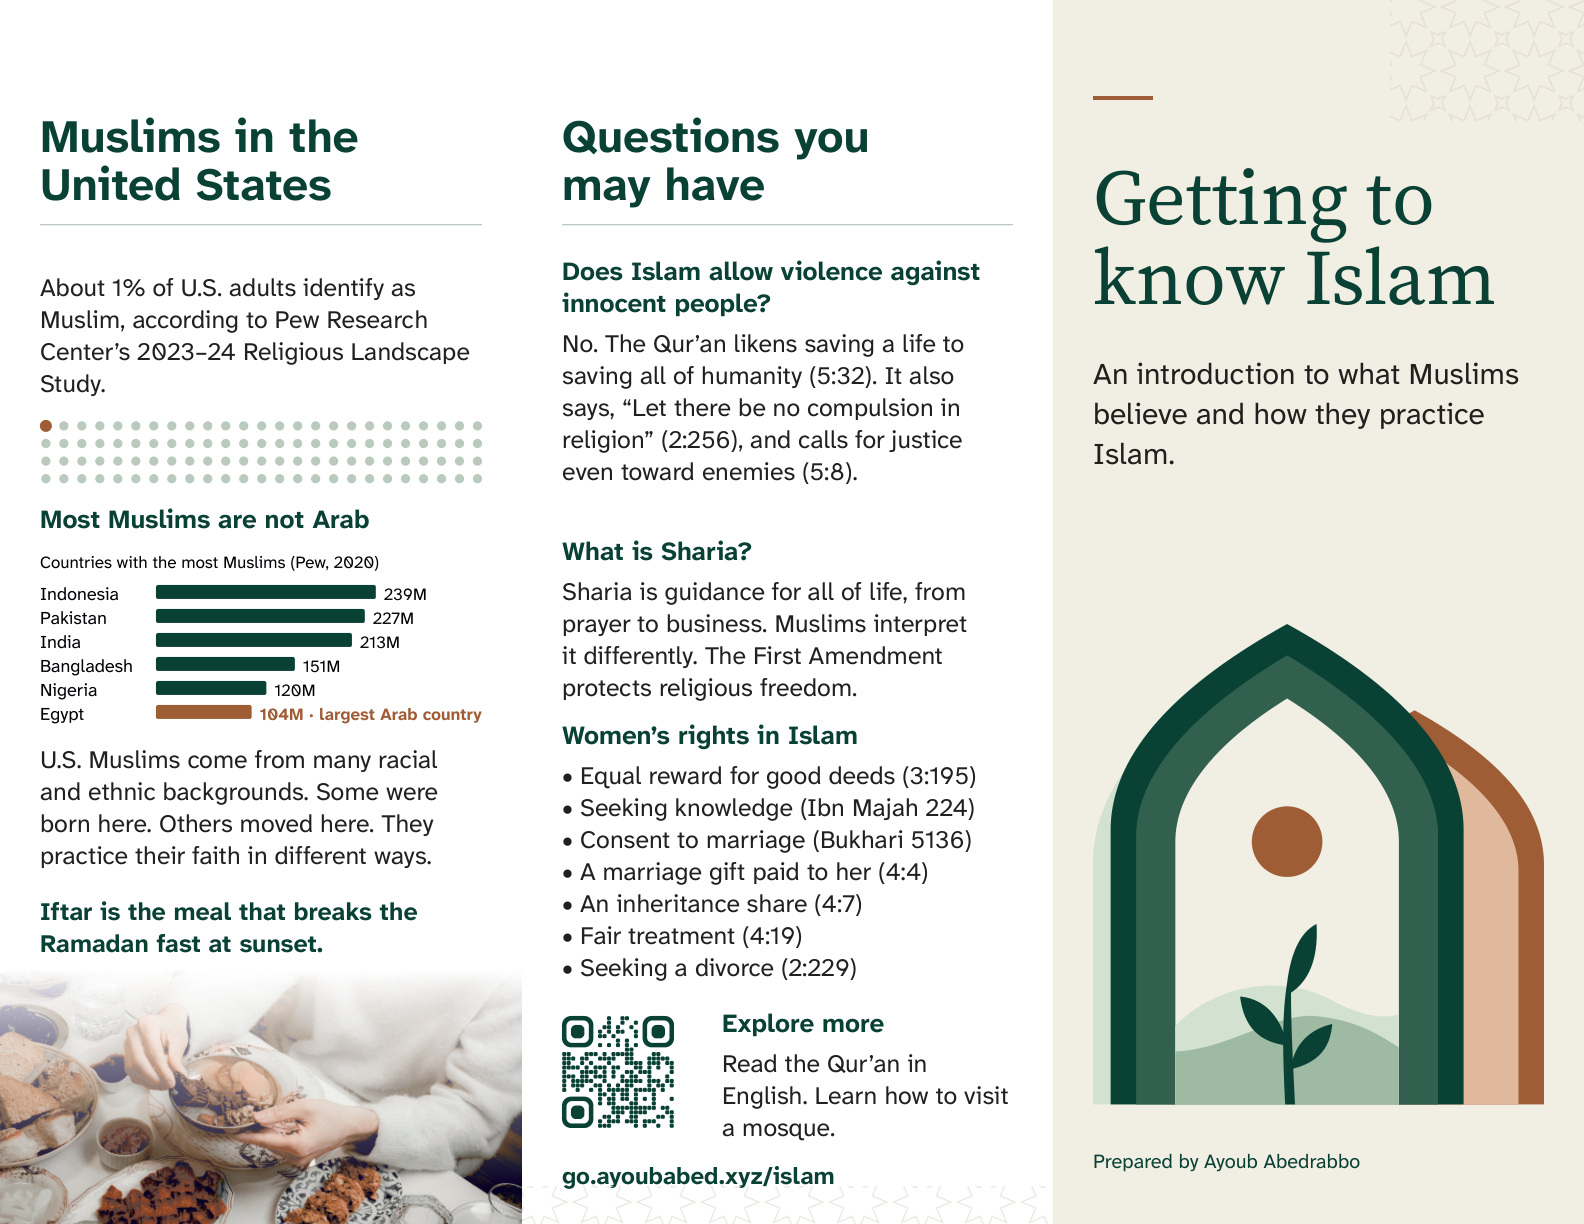 Muslims in the
United States
About 1% of U.S. adults identify as
Muslim, according to Pew Research
Center’s 2023–24 Religious Landscape
Study.
Most Muslims are not Arab
Countries with the most Muslims (Pew, 2020)
Indonesia 239M
Pakistan 227M
India 213M
Bangladesh 151M
Nigeria 120M
Egypt 104M · largest Arab country
U.S. Muslims come from many racial
and ethnic backgrounds. Some were
born here. Others moved here. They
practice their faith in different ways.
Iftar is the meal that breaks the
Ramadan fast at sunset.
Questions you
may have
Does Islam allow violence against
innocent people?
No. The Qur’an likens saving a life to
saving all of humanity (5:32). It also
says, “Let there be no compulsion in
religion” (2:256), and calls for justice
even toward enemies (5:8).
What is Sharia?
Sharia is guidance for all of life, from
prayer to business. Muslims interpret
it differently. The First Amendment
protects religious freedom.
Women’s rights in Islam
• Equal reward for good deeds (3:195)
• Seeking knowledge (Ibn Majah 224)
• Consent to marriage (Bukhari 5136)
• A marriage gift paid to her (4:4)
• An inheritance share (4:7)
• Fair treatment (4:19)
• Seeking a divorce (2:229)
Explore more
Read the Qur’an in
English. Learn how to visit
a mosque.
go.ayoubabed.xyz/islam
Getting to
know Islam
An introduction to what Muslims
believe and how they practice
Islam.
Prepared by Ayoub Abedrabbo